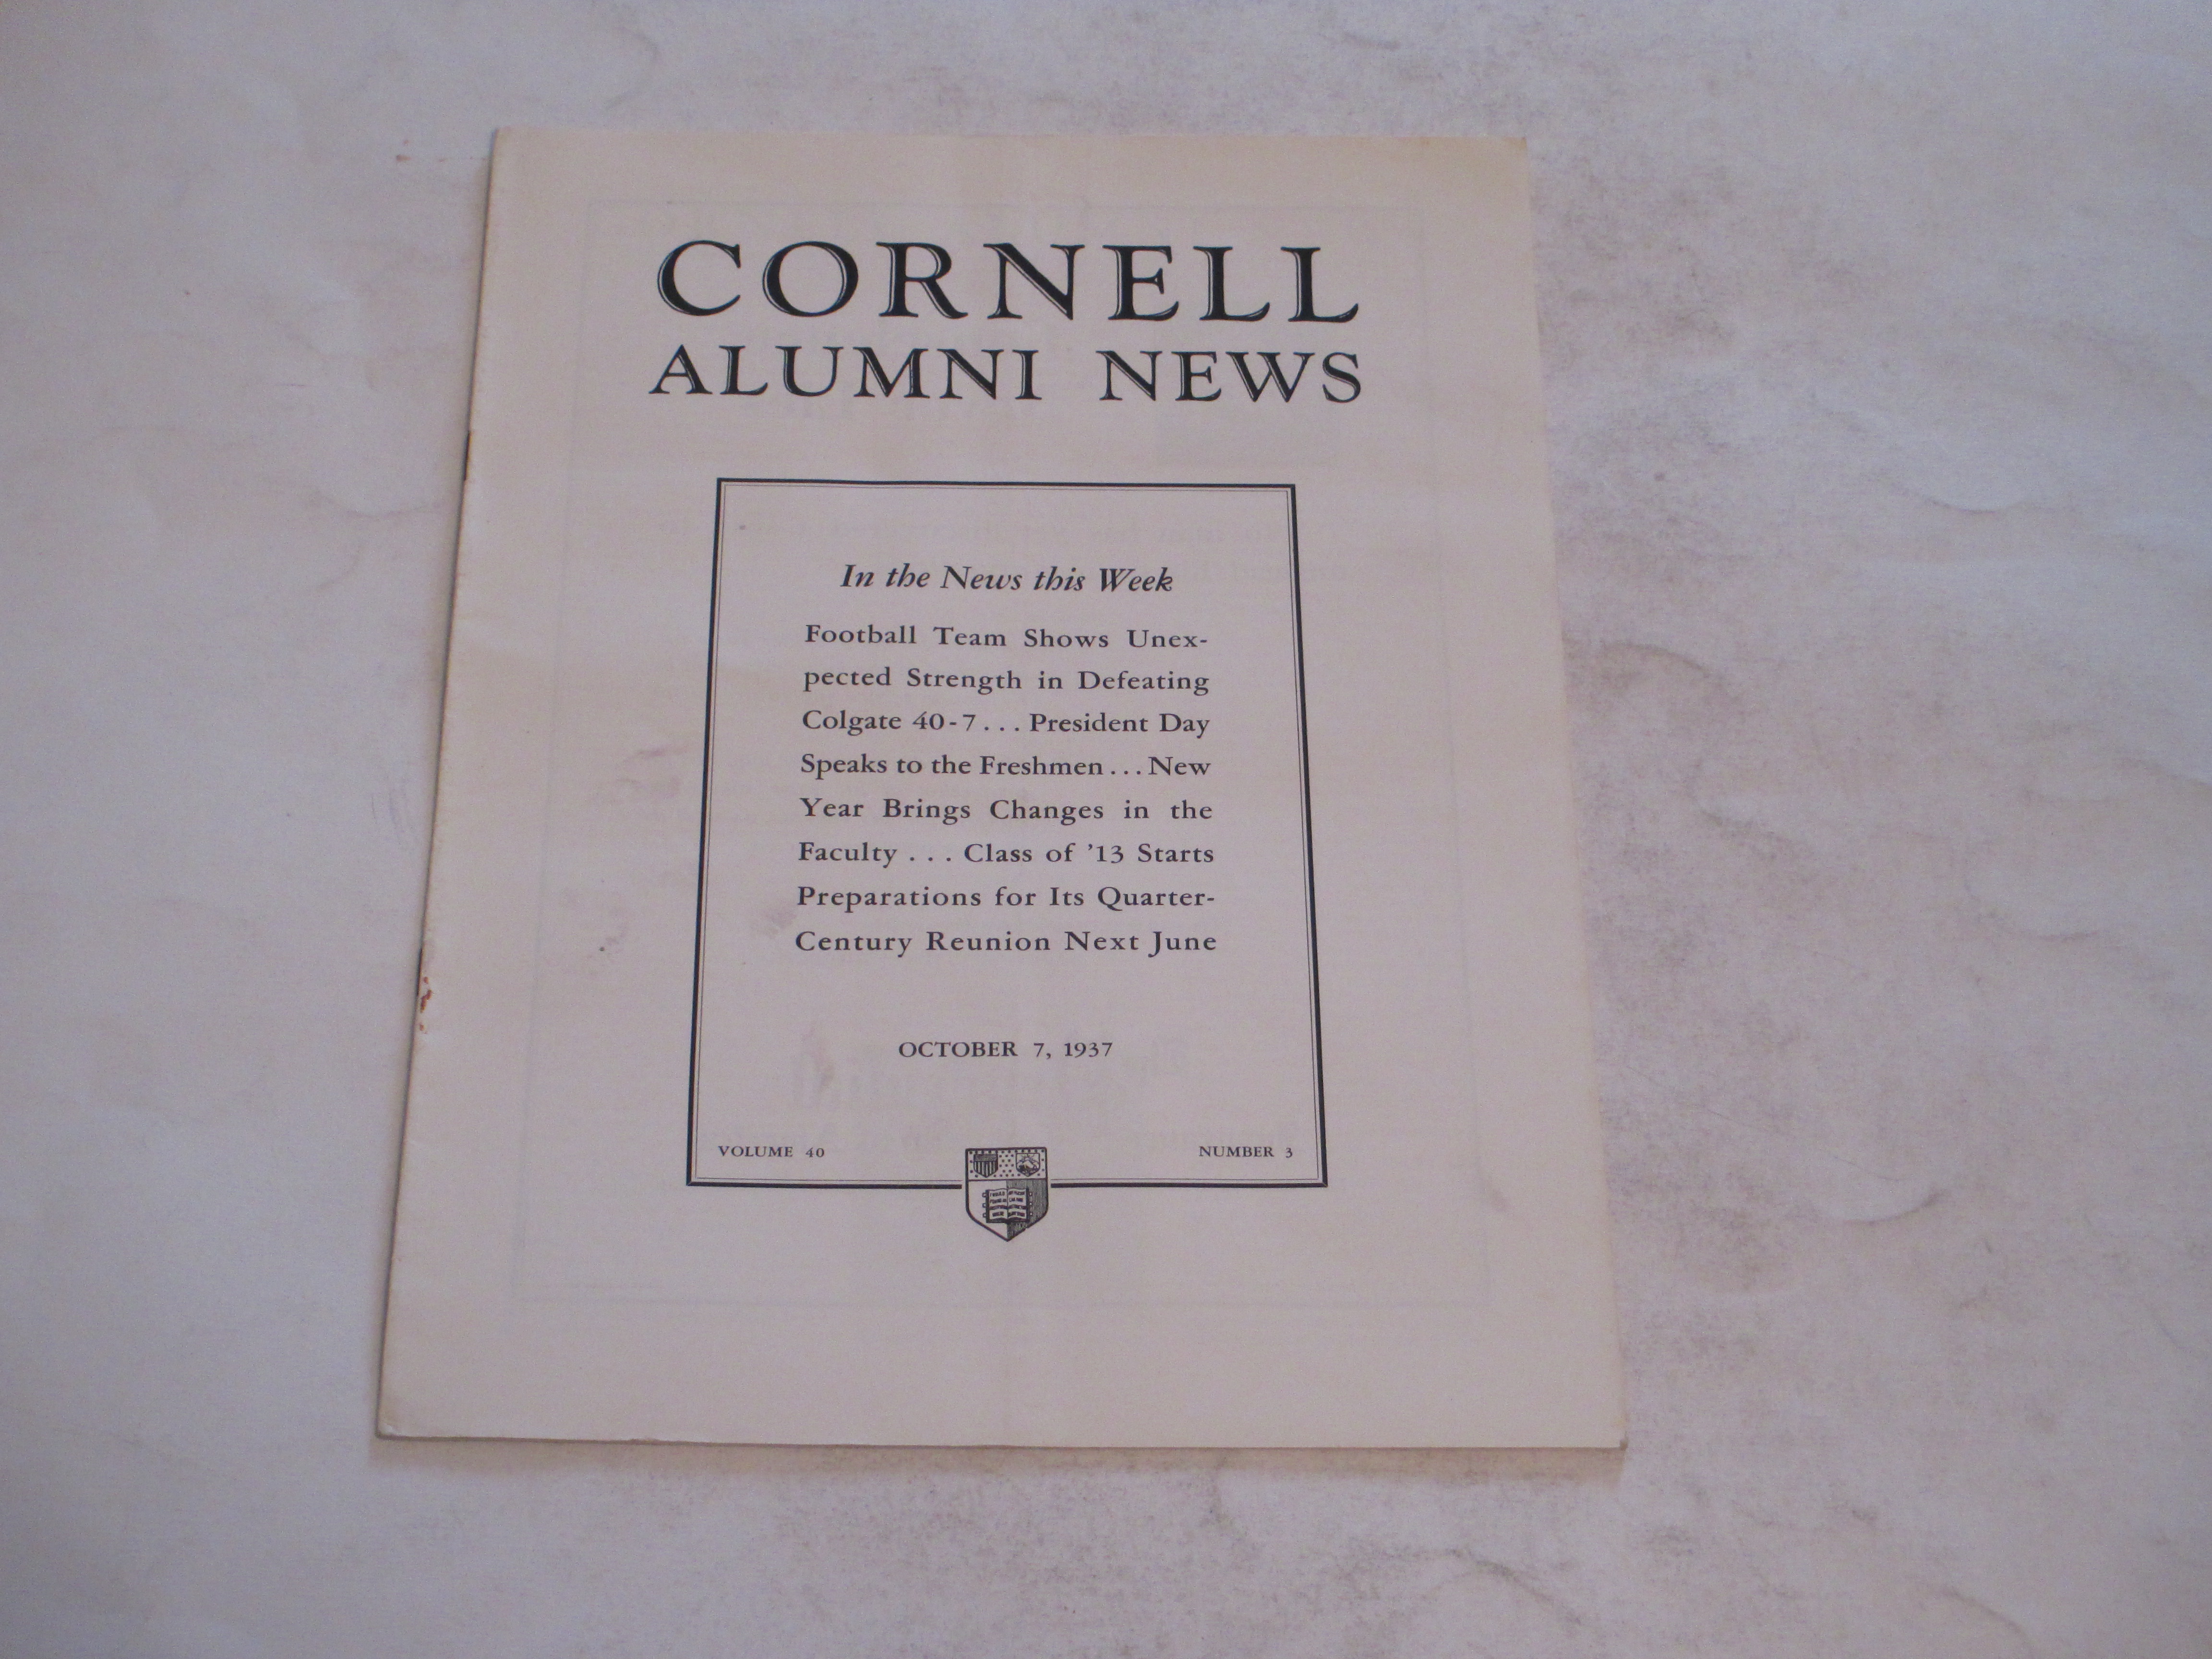 CORNELL
ALUMNI NEWS
In the News this Week
Football Team Shows Unex-
pected Strength in Defeating
Colgate 40-7... President Day
Speaks to the Freshmen... New
Year Brings Changes in the
Faculty . . . Class of ’13 Starts
Preparations for Its Quarter-
Century Reunion Next June
OCTOBER 7, 1937
VOLUME 40
NUMBER 3